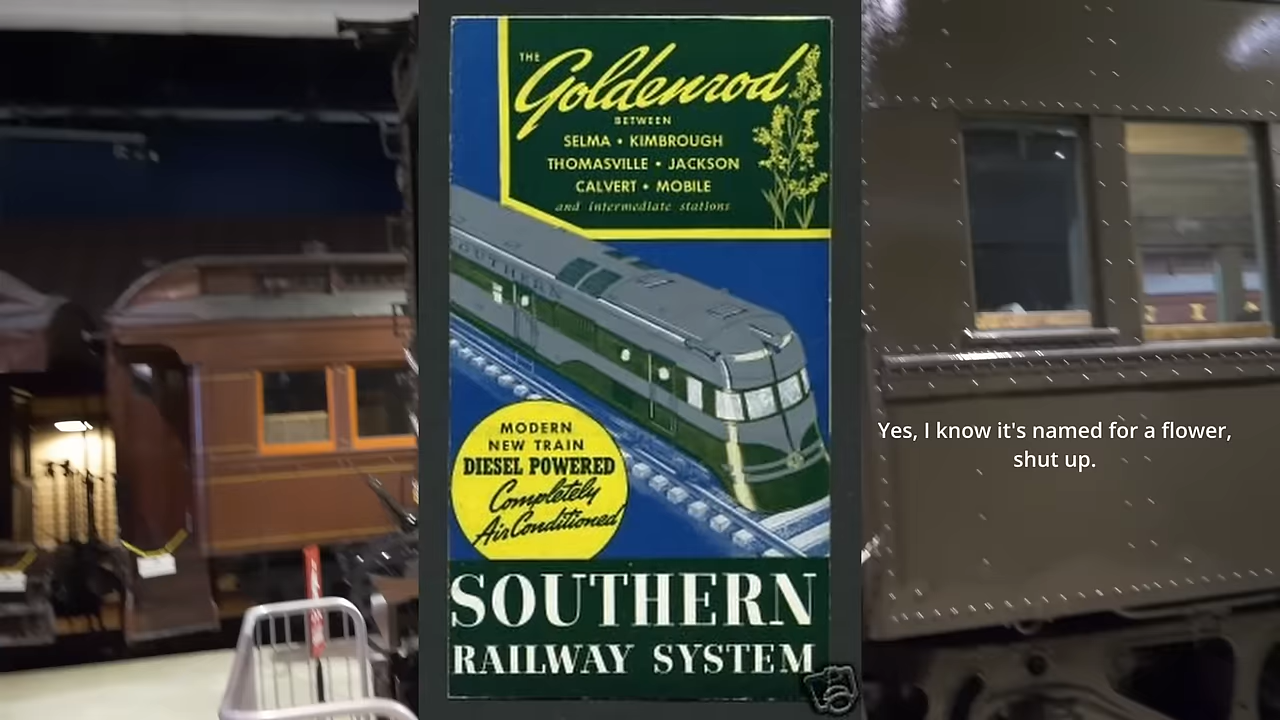 THE
Goldenrod
BETWEEN
SELMA • KIMBROUGH
THOMASVILLE • JACKSON
CALVERT • MOBILE
and intermediate stations
SOUTHERN
MODERN
NEW TRAIN
DIESEL POWERED
Completely
Air Conditioned
SOUTHERN
RAILWAY SYSTEM
Yes, I know it's named for a flower,
shut up.